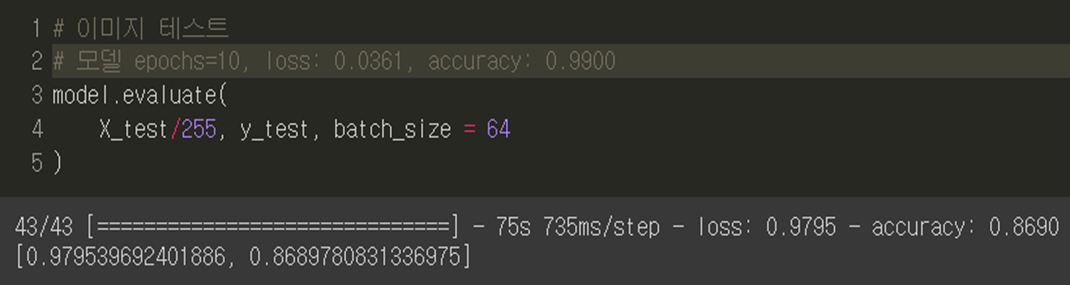 1 # 이미지 테스트
2 # 모델 epochs=10, loss: 0.0361, accuracy: 0.9900
3 model.evaluate(
4 X_test/255, y_test, batch_size = 64
5 )
43/43 [==============================] - 75s 735ms/step - loss: 0.9795 - accuracy: 0.8690
[0.979539692401886, 0.8689780831336975]